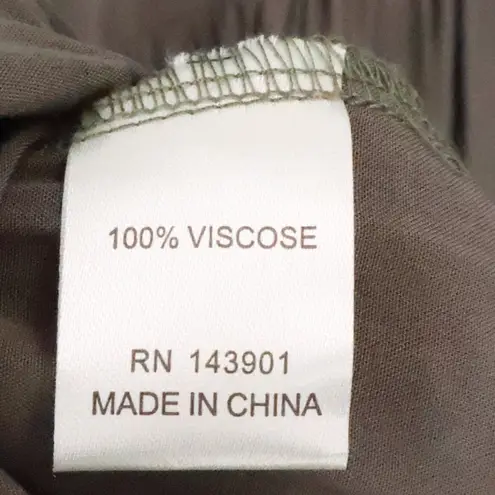 100% VISCOSE
RN 143901
MADE IN CHINA